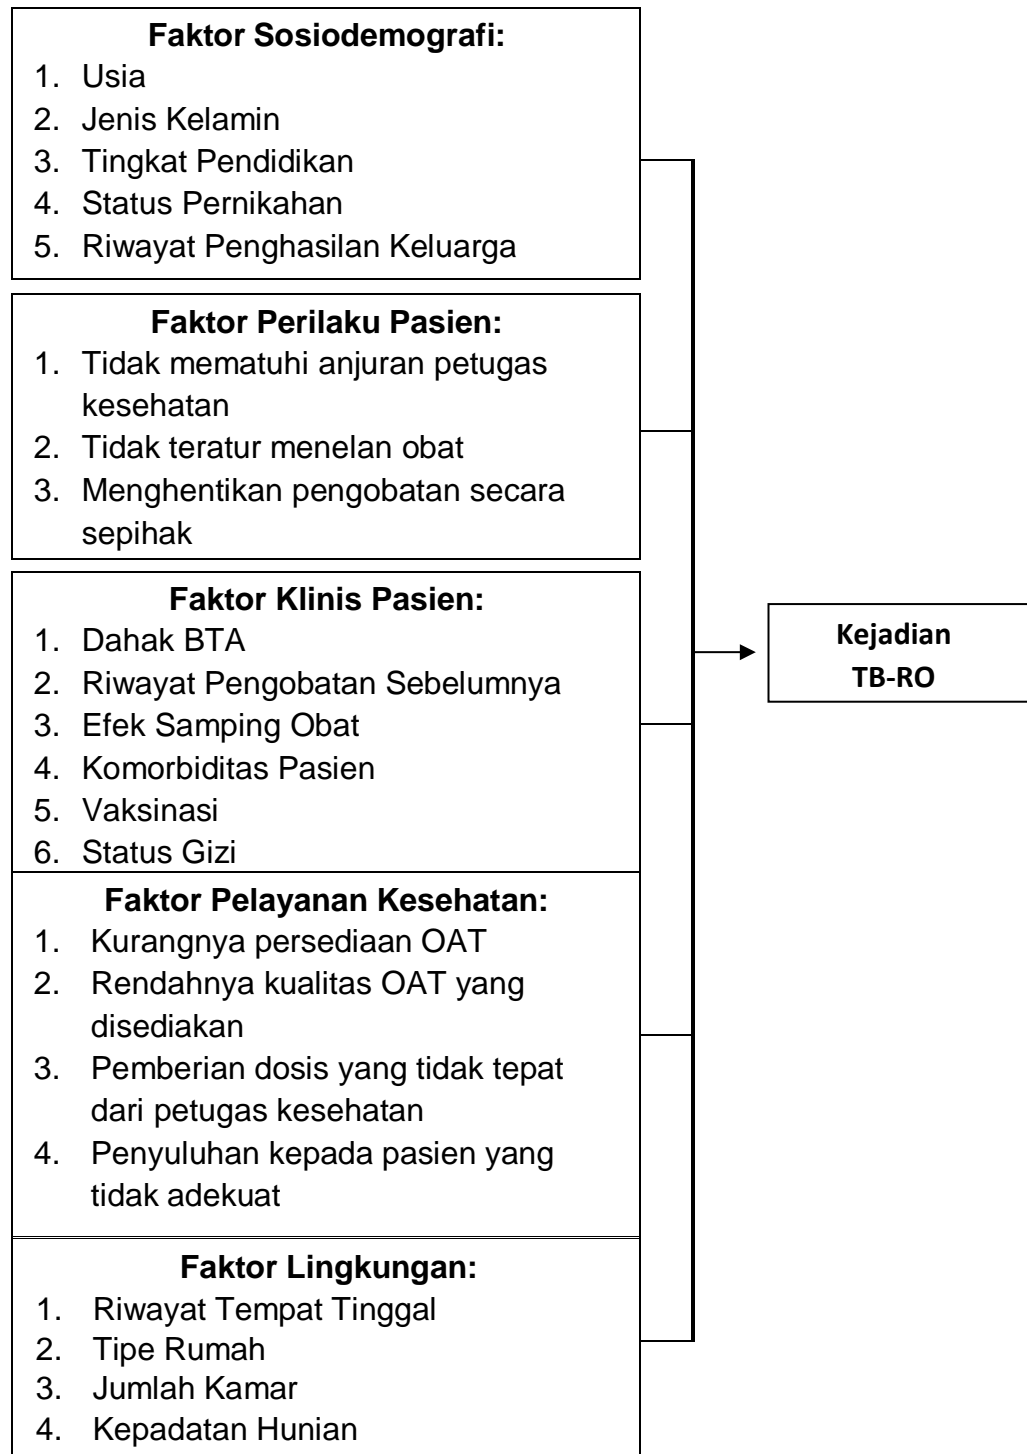 Faktor Sosiodemografi:
1. Usia
2. Jenis Kelamin
3. Tingkat Pendidikan
4. Status Pernikahan
5. Riwayat Penghasilan Keluarga
Faktor Perilaku Pasien:
1. Tidak mematuhi anjuran petugas
kesehatan
2. Tidak teratur menelan obat
3. Menghentikan pengobatan secara
sepihak
Faktor Klinis Pasien:
1. Dahak BTA
2. Riwayat Pengobatan Sebelumnya
3. Efek Samping Obat
4. Komorbiditas Pasien
5. Vaksinasi
6. Status Gizi
Faktor Pelayanan Kesehatan:
1. Kurangnya persediaan OAT
2. Rendahnya kualitas OAT yang
disediakan
3. Pemberian dosis yang tidak tepat
dari petugas kesehatan
4. Penyuluhan kepada pasien yang
tidak adekuat
Faktor Lingkungan:
1. Riwayat Tempat Tinggal
2. Tipe Rumah
3. Jumlah Kamar
4. Kepadatan Hunian
Kejadian
TB-RO